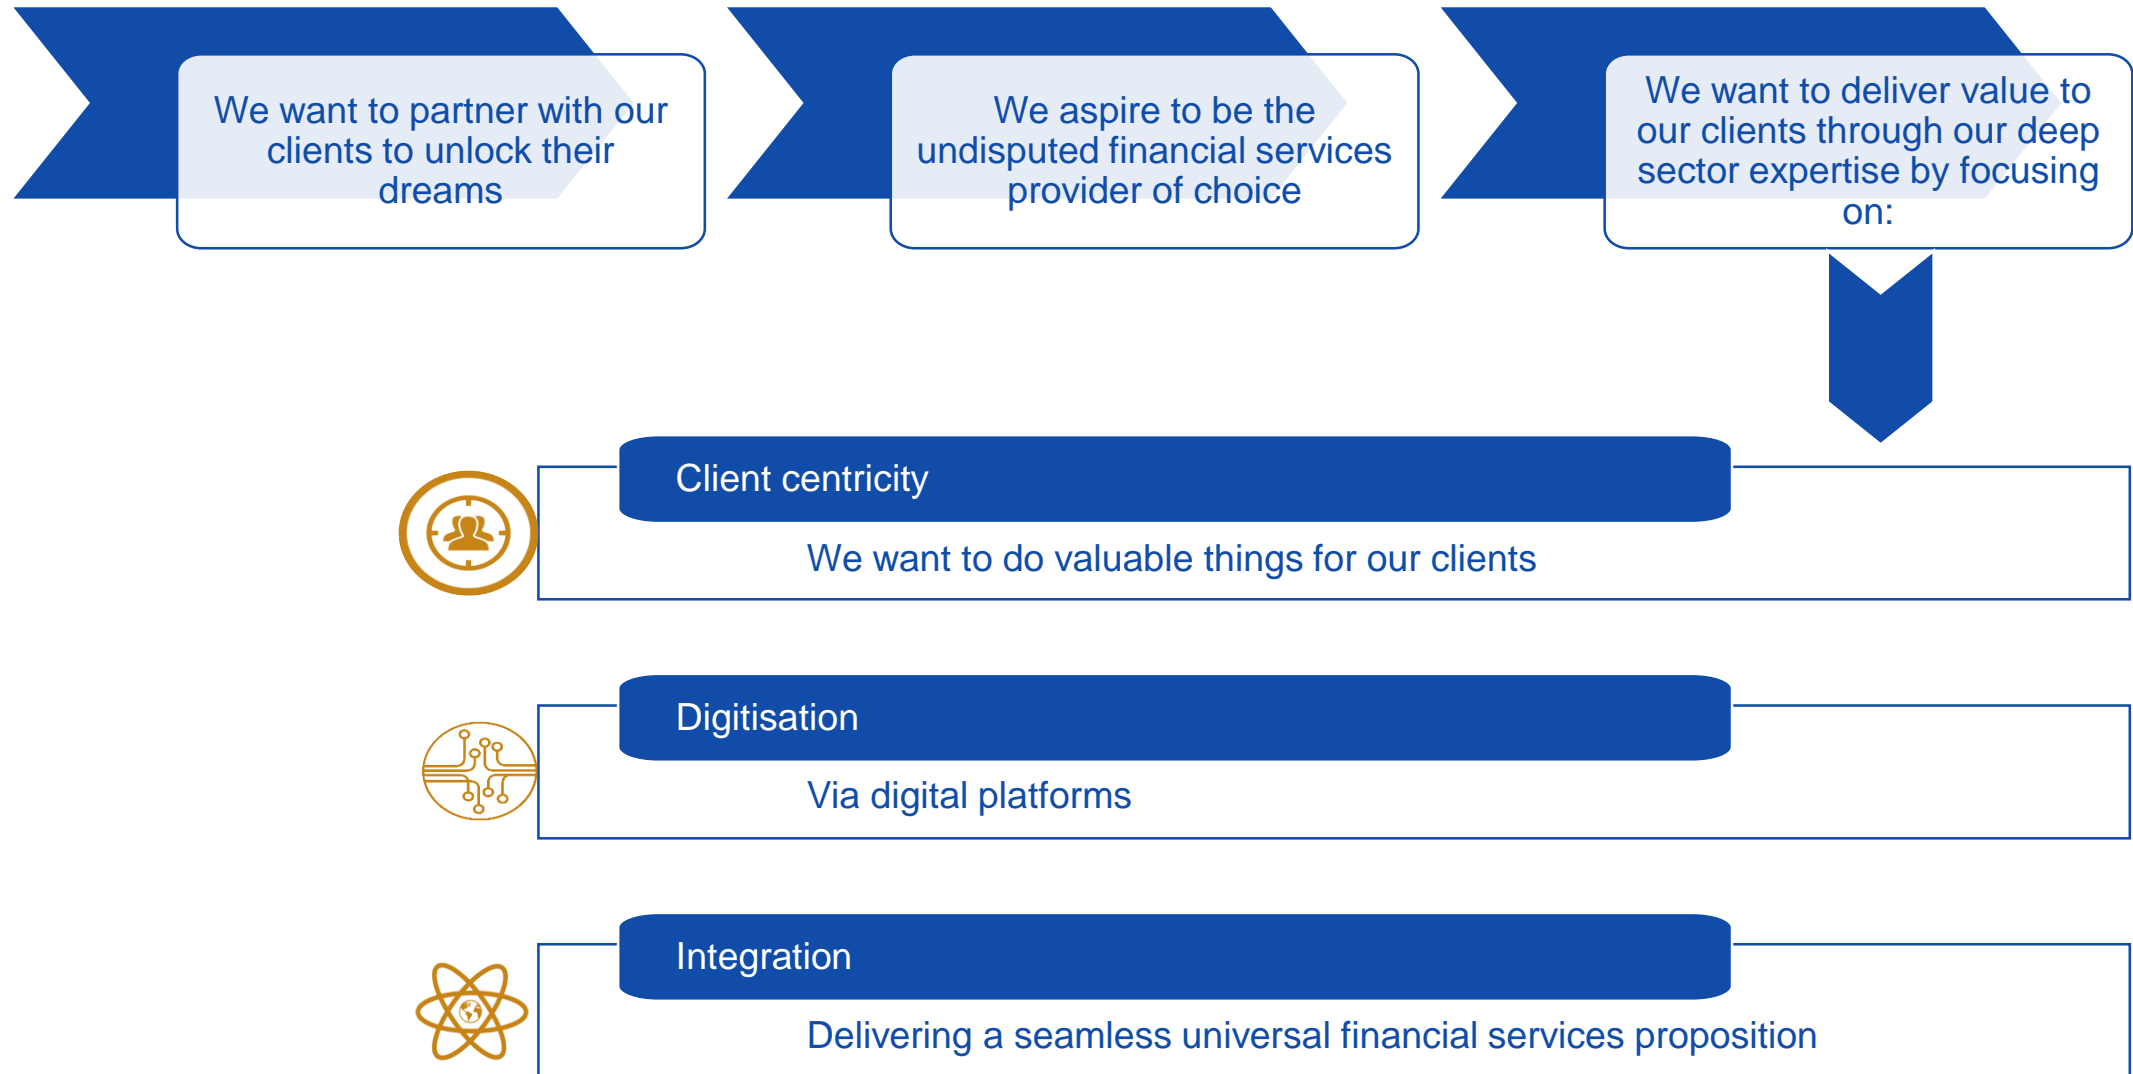 We want to partner with our
clients to unlock their
dreams
We aspire to be the
undisputed financial services
provider of choice
We want to deliver value to
our clients through our deep
sector expertise by focusing
on:
Client centricity
We want to do valuable things for our clients
Digitisation
Via digital platforms
Integration
Delivering a seamless universal financial services proposition